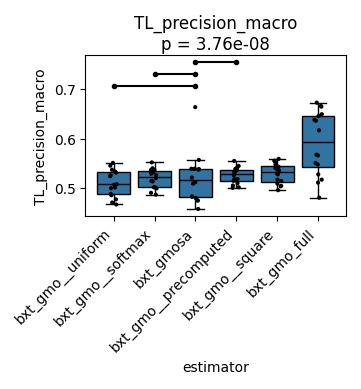 TL_precision_macro
p = 3.76e-08
TL_precision_macro
0.7
0.6
0.5
bxt_gmo__uniform
bxt_gmo__softmax
bxt_gmosa
bxt_gmo__precomputed
bxt_gmo__square
bxt_gmo_full
estimator